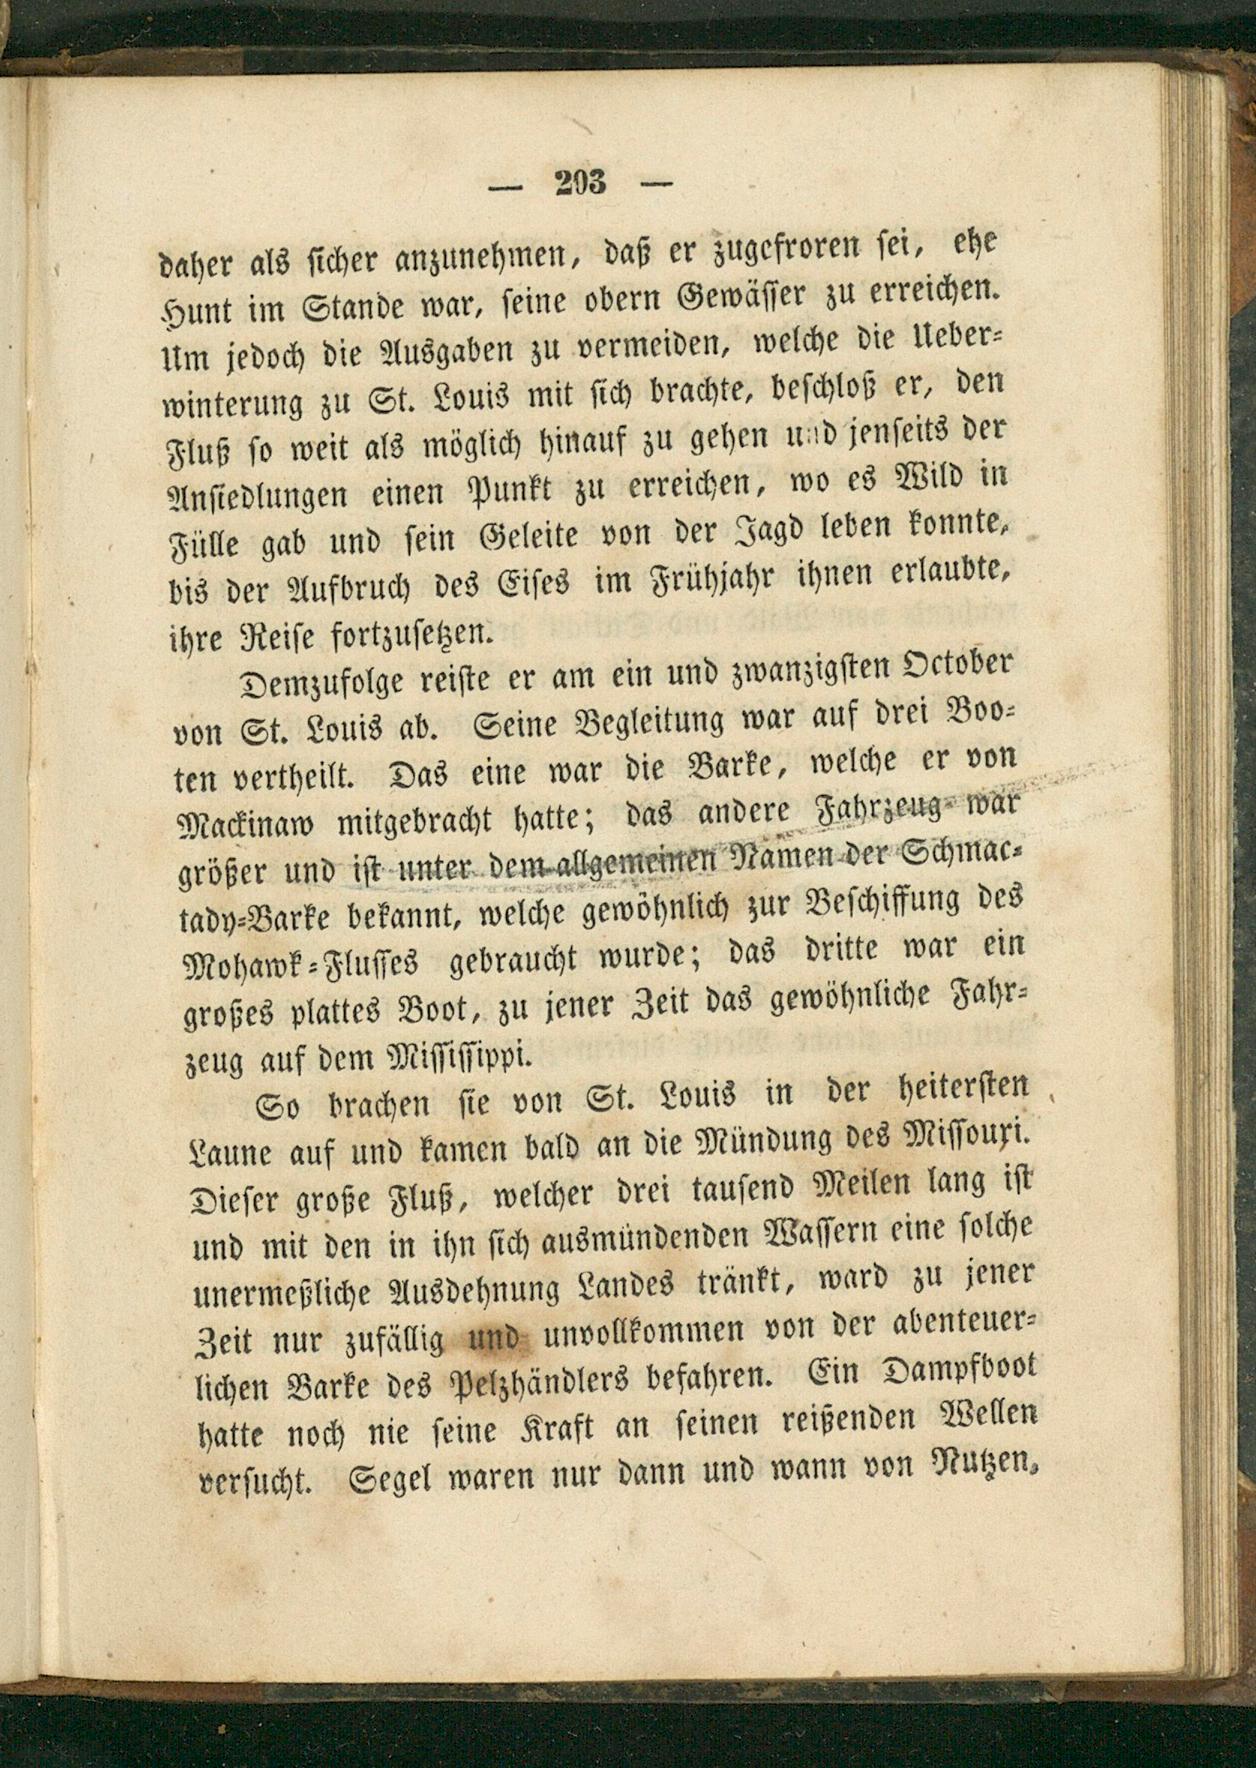 — 203 —
daher als sicher anzunehmen, daß er zugefroren sei, ehe
Hunt im Stande war, seine obern Gewässer zu erreichen.
Um jedoch die Ausgaben zu vermeiden, welche die Ueber-
winterung zu St. Louis mit sich brachte, beschloß er, den
Fluß so weit als möglich hinauf zu gehen und jenseits der
Ansiedlungen einen Punkt zu erreichen, wo es Wild in
Fülle gab und sein Geleite von der Jagd leben konnte,
bis der Aufbruch des Eises im Frühjahr ihnen erlaubte,
ihre Reise fortzusetzen.
Demzufolge reiste er am ein und zwanzigsten October
von St. Louis ab. Seine Begleitung war auf drei Boo-
ten vertheilt. Das eine war die Barke, welche er von
Mackinaw mitgebracht hatte; das andere Fahrzeug war
größer und ist unter dem allgemeinen Namen der Schmac-
tady-Barke bekannt, welche gewöhnlich zur Beschiffung des
Mohawk-Flusses gebraucht wurde; das dritte war ein
großes plattes Boot, zu jener Zeit das gewöhnliche Fahr-
zeug auf dem Mississippi.
So brachen sie von St. Louis in der heitersten
Laune auf und kamen bald an die Mündung des Missouri.
Dieser große Fluß, welcher drei tausend Meilen lang ist
und mit den in ihn sich ausmündenden Wassern eine solche
unermeßliche Ausdehnung Landes tränkt, ward zu jener
Zeit nur zufällig und unvollkommen von der abenteuer-
lichen Barke des Pelzhändlers befahren. Ein Dampfboot
hatte noch nie seine Kraft an seinen reißenden Wellen
versucht. Segel waren nur dann und wann von Nutzen,